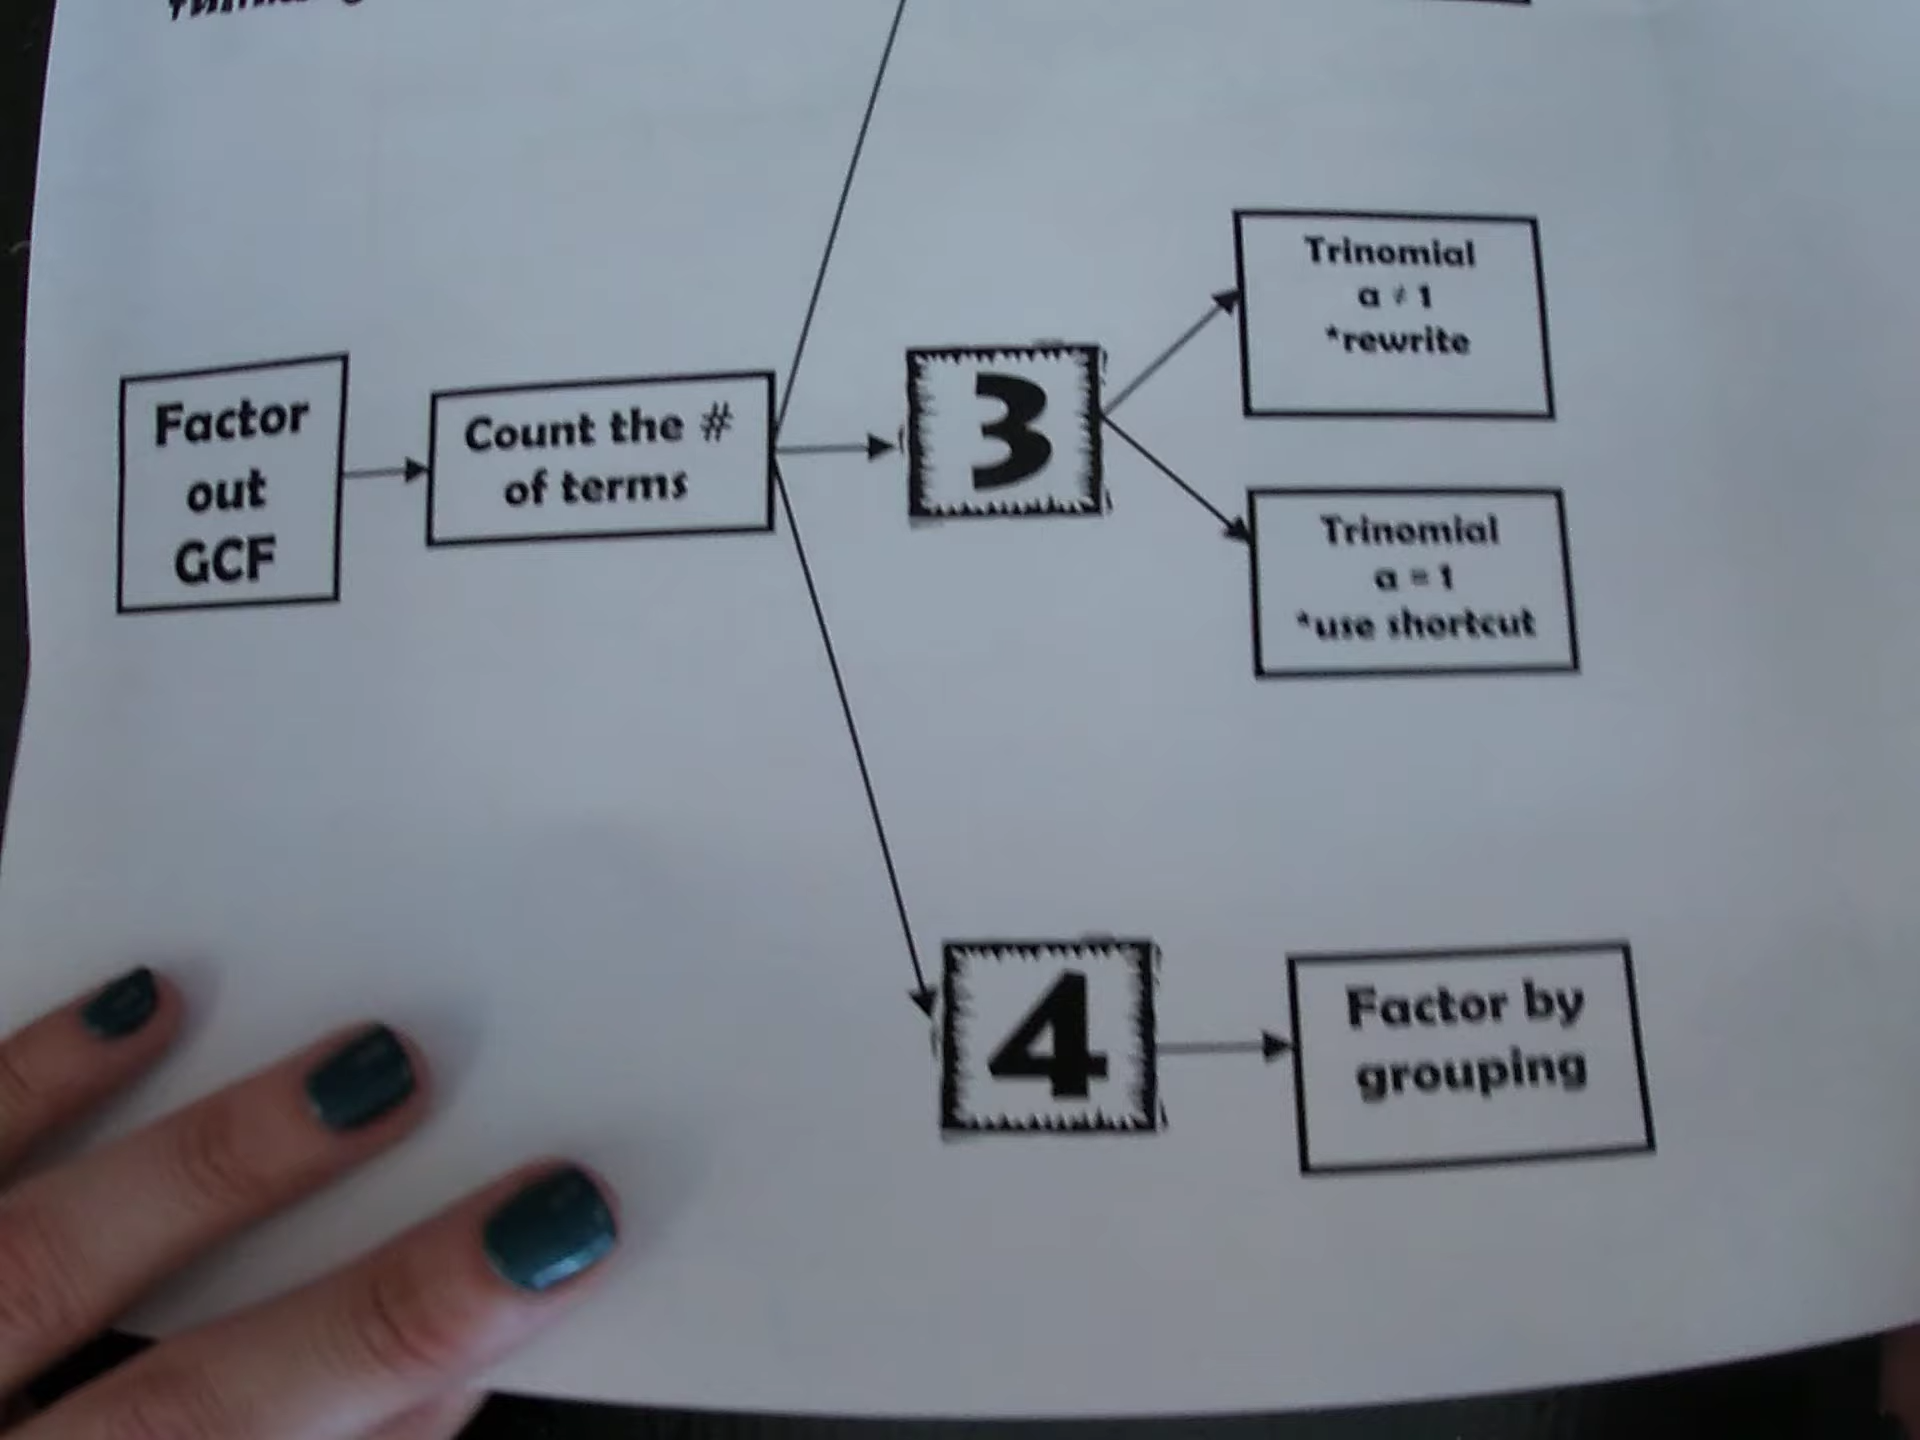 Factor
out
GCF
Count the #
of terms
3
Trinomial
a ≠ 1
*rewrite
Trinomial
a = 1
*use shortcut
4
Factor by
grouping